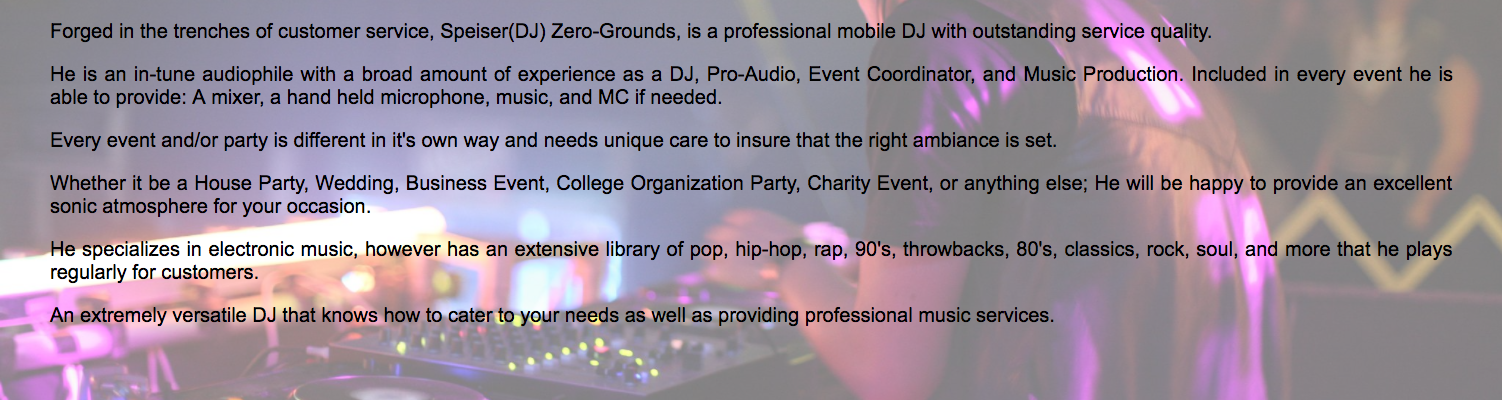 Forged in the trenches of customer service, Speiser(DJ) Zero-Grounds, is a professional mobile DJ with outstanding service quality.
He is an in-tune audiophile with a broad amount of experience as a DJ, Pro-Audio, Event Coordinator, and Music Production. Included in every event he is
able to provide: A mixer, a hand held microphone, music, and MC if needed.
Every event and/or party is different in it's own way and needs unique care to insure that the right ambiance is set.
Whether it be a House Party, Wedding, Business Event, College Organization Party, Charity Event, or anything else; He will be happy to provide an excellent
sonic atmosphere for your occasion.
He specializes in electronic music, however has an extensive library of pop, hip-hop, rap, 90's, throwbacks, 80's, classics, rock, soul, and more that he plays
regularly for customers.
An extremely versatile DJ that knows how to cater to your needs as well as providing professional music services.